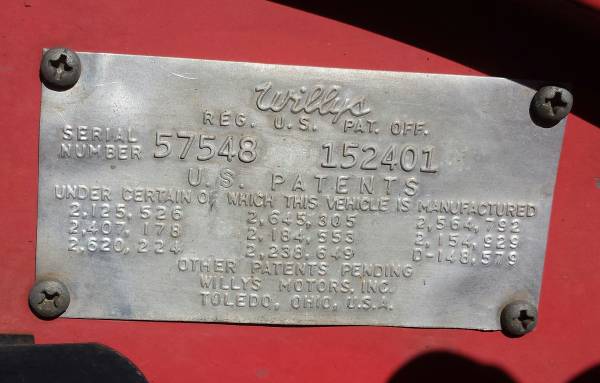 Willys
REG. U.S. PAT. OFF.
SERIAL NUMBER 57548 152401
U.S. PATENTS
UNDER CERTAIN OF WHICH THIS VEHICLE IS MANUFACTURED
2,125,526 2,645,305 2,564,792
2,407,178 2,184,553 2,154,929
2,620,224 2,238,649 D-148,579
OTHER PATENTS PENDING
WILLYS MOTORS, INC.
TOLEDO, OHIO, U.S.A.